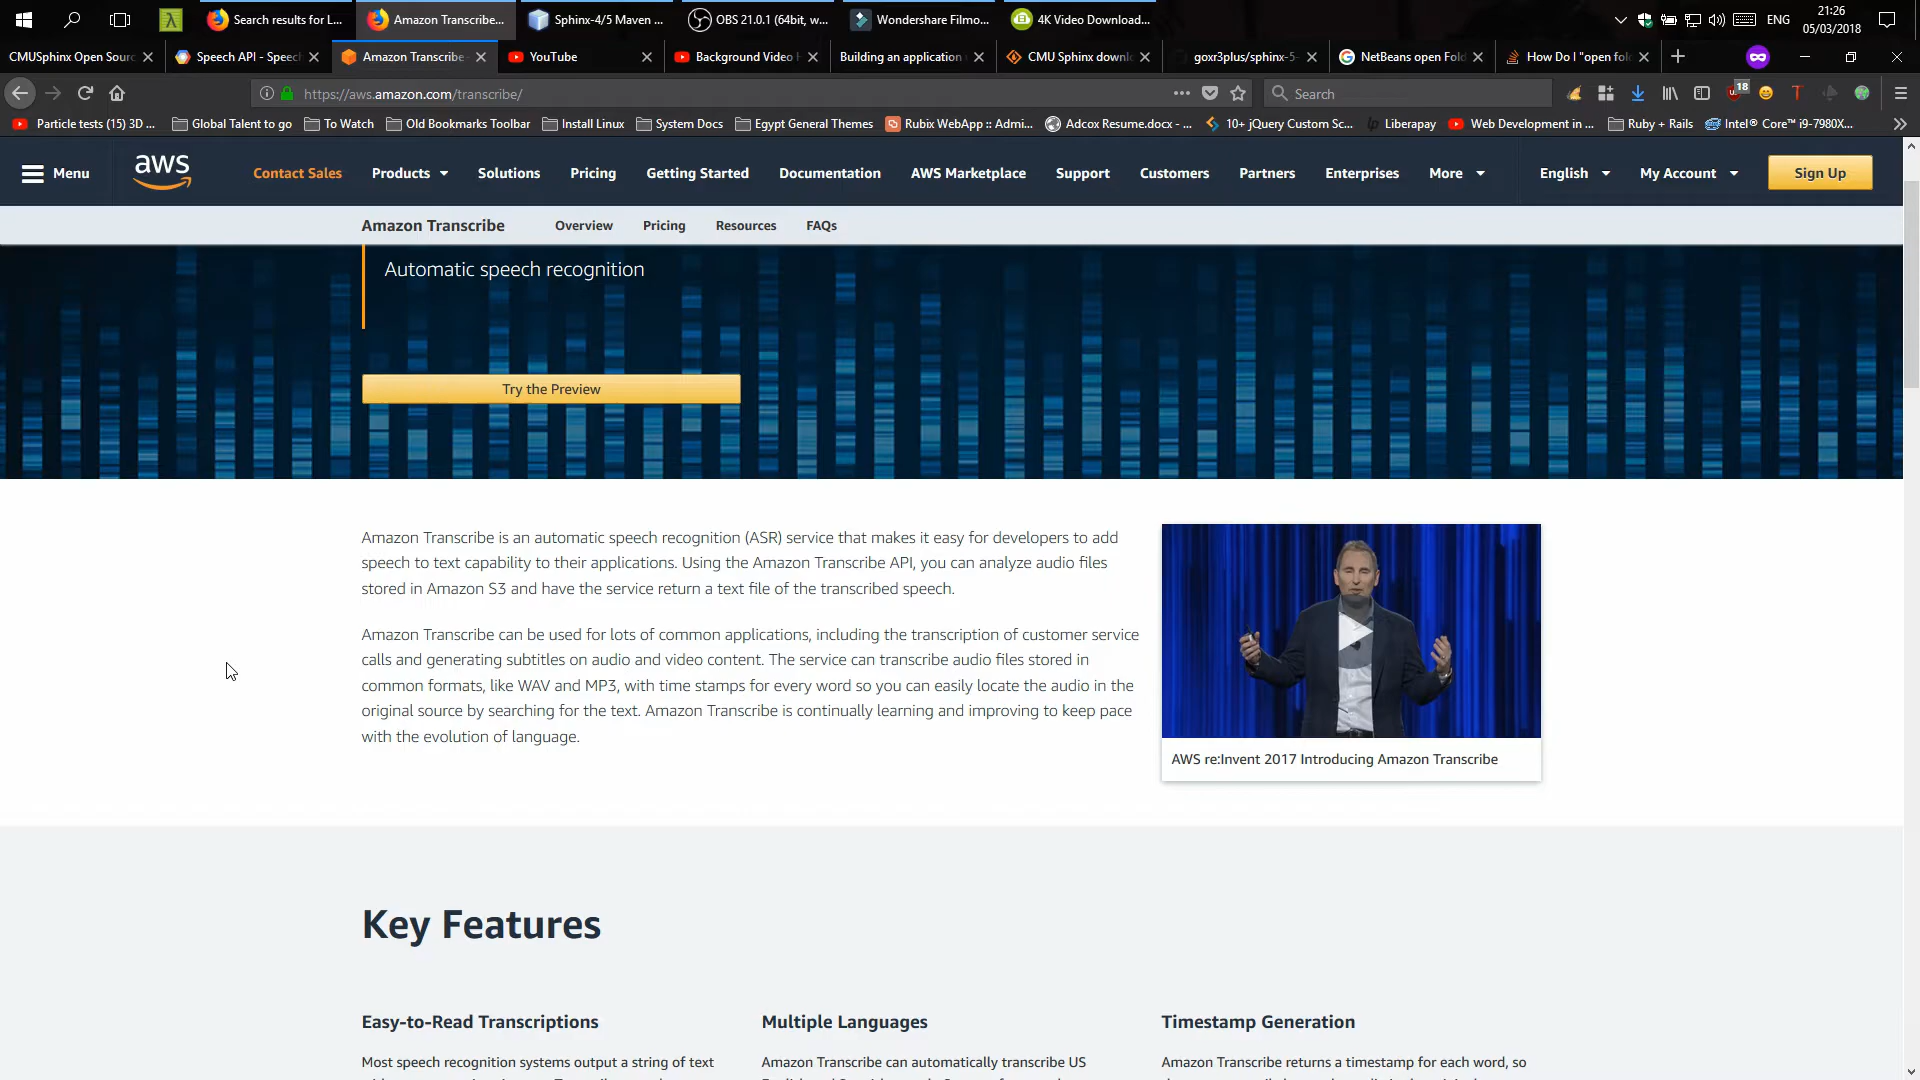 Search results for L...
Amazon Transcribe...
Sphinx-4/5 Maven ...
OBS 21.0.1 (64bit, w...
Wondershare Filmo...
4K Video Download...
ENG
21:26
05/03/2018
CMUSphinx Open Sourc
Speech API - Speech
Amazon Transcribe -
YouTube
Background Video H
Building an application
CMU Sphinx downl
goxr3plus/sphinx-5-
NetBeans open Fold
How Do I "open fol
https://aws.amazon.com/transcribe/
Search
18
Particle tests (15) 3D ...
Global Talent to go
To Watch
Old Bookmarks Toolbar
Install Linux
System Docs
Egypt General Themes
Rubix WebApp :: Admi...
Adcox Resume.docx - ...
10+ jQuery Custom Sc...
Liberapay
Web Development in ...
Ruby + Rails
Intel® Core™ i9-7980X...
Menu
aws
Contact Sales
Products
Solutions
Pricing
Getting Started
Documentation
AWS Marketplace
Support
Customers
Partners
Enterprises
More
English
My Account
Sign Up
Amazon Transcribe
Overview
Pricing
Resources
FAQs
Automatic speech recognition
Try the Preview
Amazon Transcribe is an automatic speech recognition (ASR) service that makes it easy for developers to add
speech to text capability to their applications. Using the Amazon Transcribe API, you can analyze audio files
stored in Amazon S3 and have the service return a text file of the transcribed speech.
Amazon Transcribe can be used for lots of common applications, including the transcription of customer service
calls and generating subtitles on audio and video content. The service can transcribe audio files stored in
common formats, like WAV and MP3, with time stamps for every word so you can easily locate the audio in the
original source by searching for the text. Amazon Transcribe is continually learning and improving to keep pace
with the evolution of language.
AWS re:Invent 2017 Introducing Amazon Transcribe
Key Features
Easy-to-Read Transcriptions
Multiple Languages
Timestamp Generation
Most speech recognition systems output a string of text
Amazon Transcribe can automatically transcribe US
Amazon Transcribe returns a timestamp for each word, so